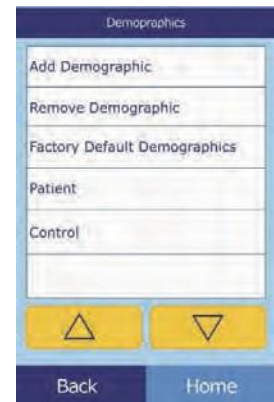 Demographics
Add Demographic
Remove Demographic
Factory Default Demographics
Patient
Control
Back
Home